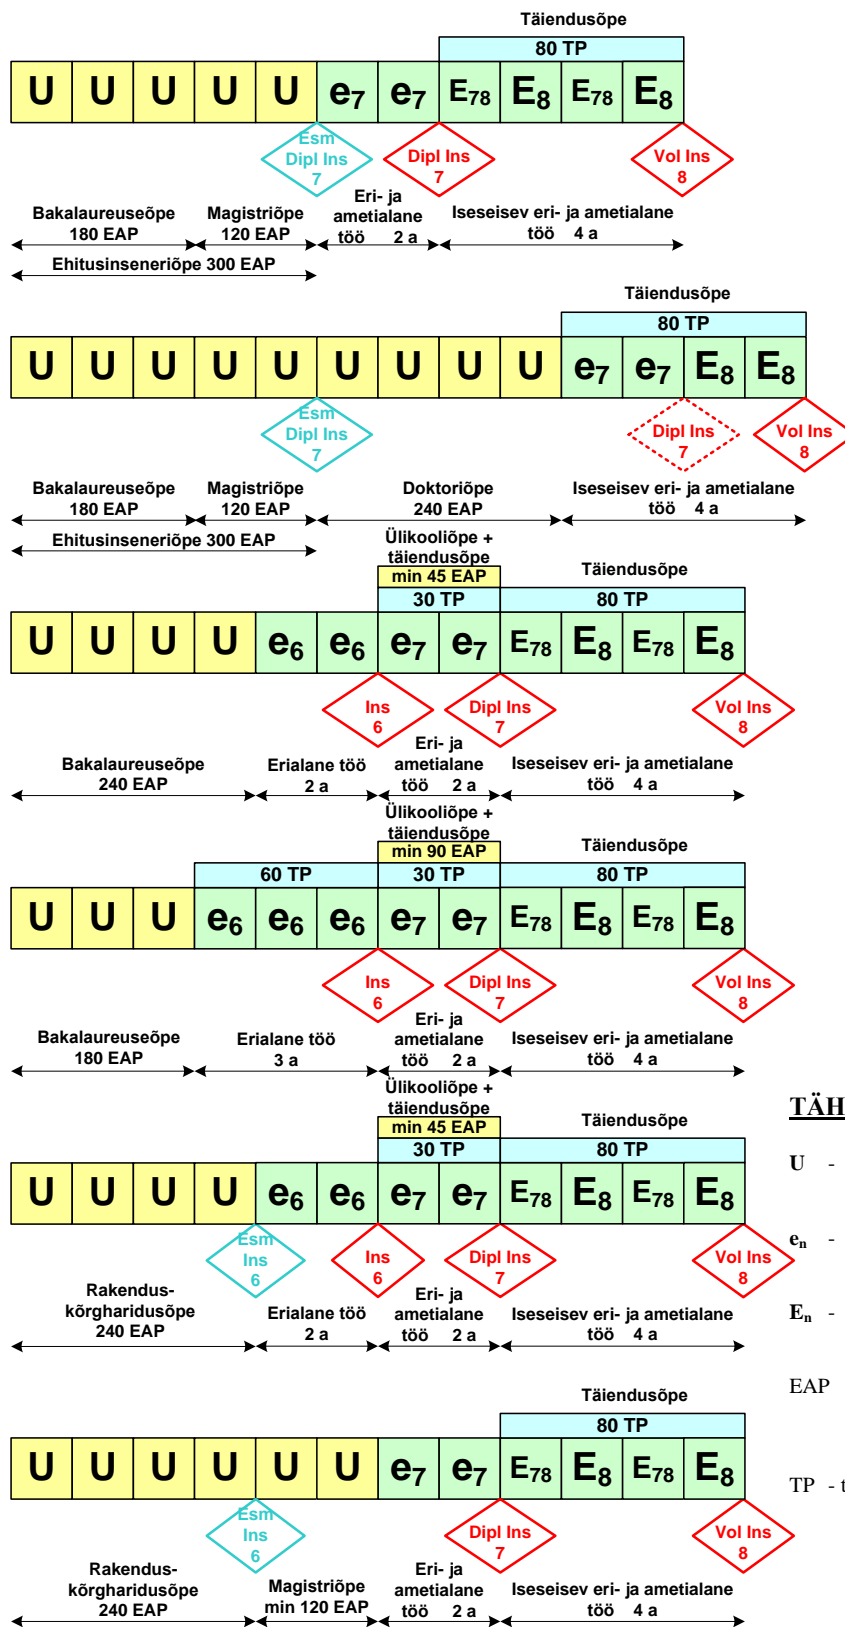 Täiendusõpe
80 TP
U U U U U e7 e7 E78 E8 E78 E8
Esm
Dipl Ins
7
Dipl Ins
7
Vol Ins
8
Bakalaureuseõpe
180 EAP
Magistriõpe
120 EAP
Eri- ja
ametialane
töö 2 a
Iseseisev eri- ja ametialane
töö 4 a
Ehitusinseneriõpe 300 EAP
Täiendusõpe
80 TP
U U U U U U U U U e7 e7 E8 E8
Esm
Dipl Ins
7
Dipl Ins
7
Vol Ins
8
Bakalaureuseõpe
180 EAP
Magistriõpe
120 EAP
Doktoriõpe
240 EAP
Iseseisev eri- ja ametialane
töö 4 a
Ehitusinseneriõpe 300 EAP
Ülikooliõpe +
täiendusõpe
min 45 EAP
30 TP
Täiendusõpe
80 TP
U U U U e6 e6 e7 e7 E78 E8 E78 E8
Ins
6
Dipl Ins
7
Vol Ins
8
Bakalaureuseõpe
240 EAP
Erialane töö
2 a
Eri- ja
ametialane
töö 2 a
Iseseisev eri- ja ametialane
töö 4 a
Ülikooliõpe +
täiendusõpe
min 90 EAP
60 TP
30 TP
Täiendusõpe
80 TP
U U U e6 e6 e6 e7 e7 E78 E8 E78 E8
Ins
6
Dipl Ins
7
Vol Ins
8
Bakalaureuseõpe
180 EAP
Erialane töö
3 a
Eri- ja
ametialane
töö 2 a
Iseseisev eri- ja ametialane
töö 4 a
Ülikooliõpe +
täiendusõpe
min 45 EAP
30 TP
Täiendusõpe
80 TP
U U U U e6 e6 e7 e7 E78 E8 E78 E8
Esm
Ins
6
Ins
6
Dipl Ins
7
Vol Ins
8
Rakendus-
kõrgharidusõpe
240 EAP
Erialane töö
2 a
Eri- ja
ametialane
töö 2 a
Iseseisev eri- ja ametialane
töö 4 a
Täiendusõpe
80 TP
U U U U U U e7 e7 E78 E8 E78 E8
Esm
Ins
6
Dipl Ins
7
Vol Ins
8
Rakendus-
kõrgharidusõpe
240 EAP
Magistriõpe
min 120 EAP
Eri- ja
ametialane
töö 2 a
Iseseisev eri- ja ametialane
töö 4 a
TÄH
U -
en -
En -
EAP
TP - t